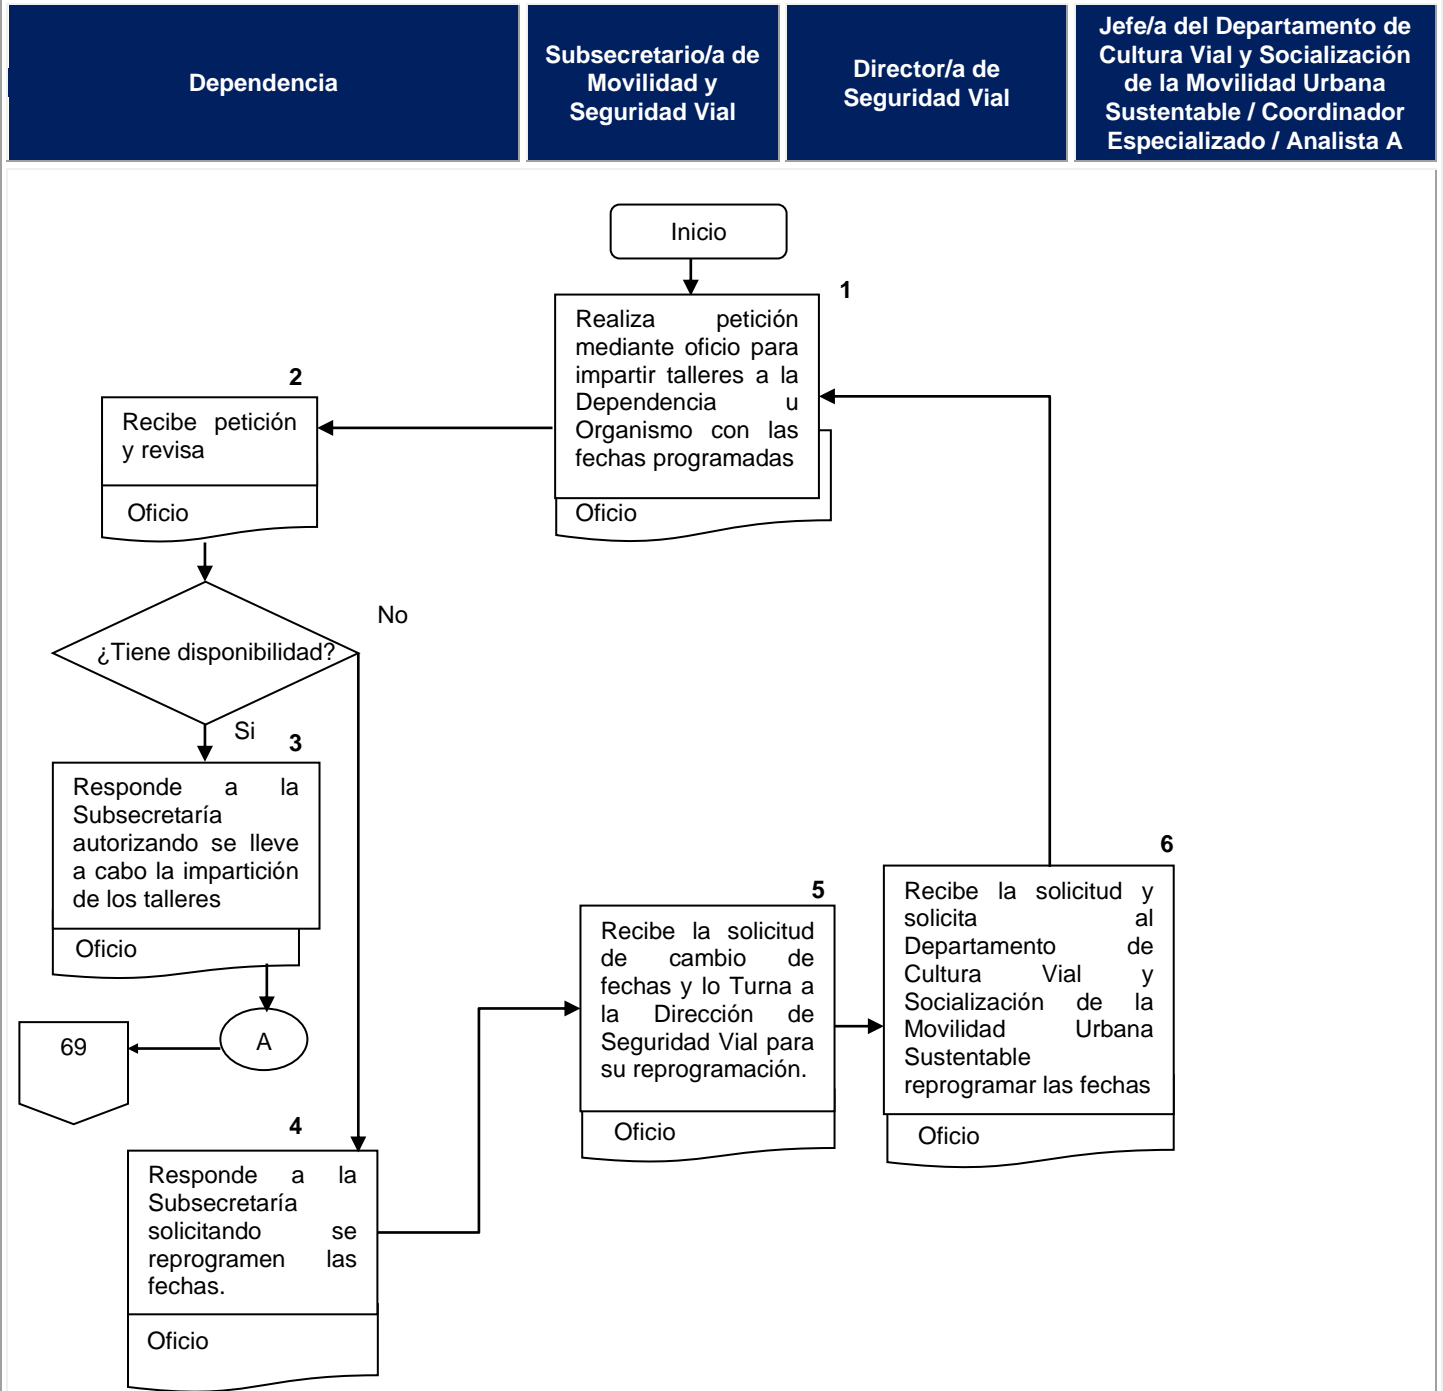 Dependencia
Subsecretario/a de
Movilidad y
Seguridad Vial
Director/a de
Seguridad Vial
Jefe/a del Departamento de
Cultura Vial y Socialización
de la Movilidad Urbana
Sustentable / Coordinador
Especializado / Analista A
Inicio
1
Realiza petición
mediante oficio para
impartir talleres a la
Dependencia u
Organismo con las
fechas programadas
Oficio
2
Recibe petición
y revisa
Oficio
¿Tiene disponibilidad?
No
Si
3
Responde a la
Subsecretaría
autorizando se lleve
a cabo la impartición
de los talleres
Oficio
A
69
4
Responde a la
Subsecretaría
solicitando se
reprogramen las
fechas.
Oficio
5
Recibe la solicitud
de cambio de
fechas y lo Turna a
la Dirección de
Seguridad Vial para
su reprogramación.
Oficio
6
Recibe la solicitud y
solicita al
Departamento de
Cultura Vial y
Socialización de la
Movilidad Urbana
Sustentable
reprogramar las fechas
Oficio